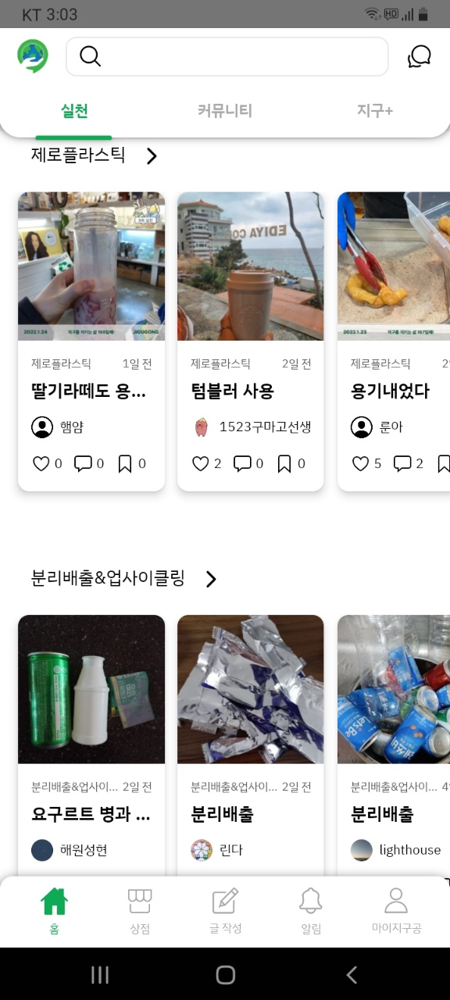 KT 3:03
HD
실천 커뮤니티 지구+
제로플라스틱
EDIYA CO
2022.1.24 지구를 지키는 삶 168일째! JIGUGONG
2022.1.23 지구를 지키는 삶 167일째!
제로플라스틱 1일 전
딸기라떼도 용...
햄얌
0 0 0
제로플라스틱 2일 전
텀블러 사용
1523구마고선생
2 0 0
제로플라스틱 2
용기내었다
룬아
5 2
분리배출&업사이클링
Let's Be
레쓰비
분리배출&업사이... 2일 전
요구르트 병과 ...
해원성현
분리배출&업사이... 2일 전
분리배출
린다
분리배출&업사이... 4
분리배출
lighthouse
홈 상점 글 작성 알림 마이지구공